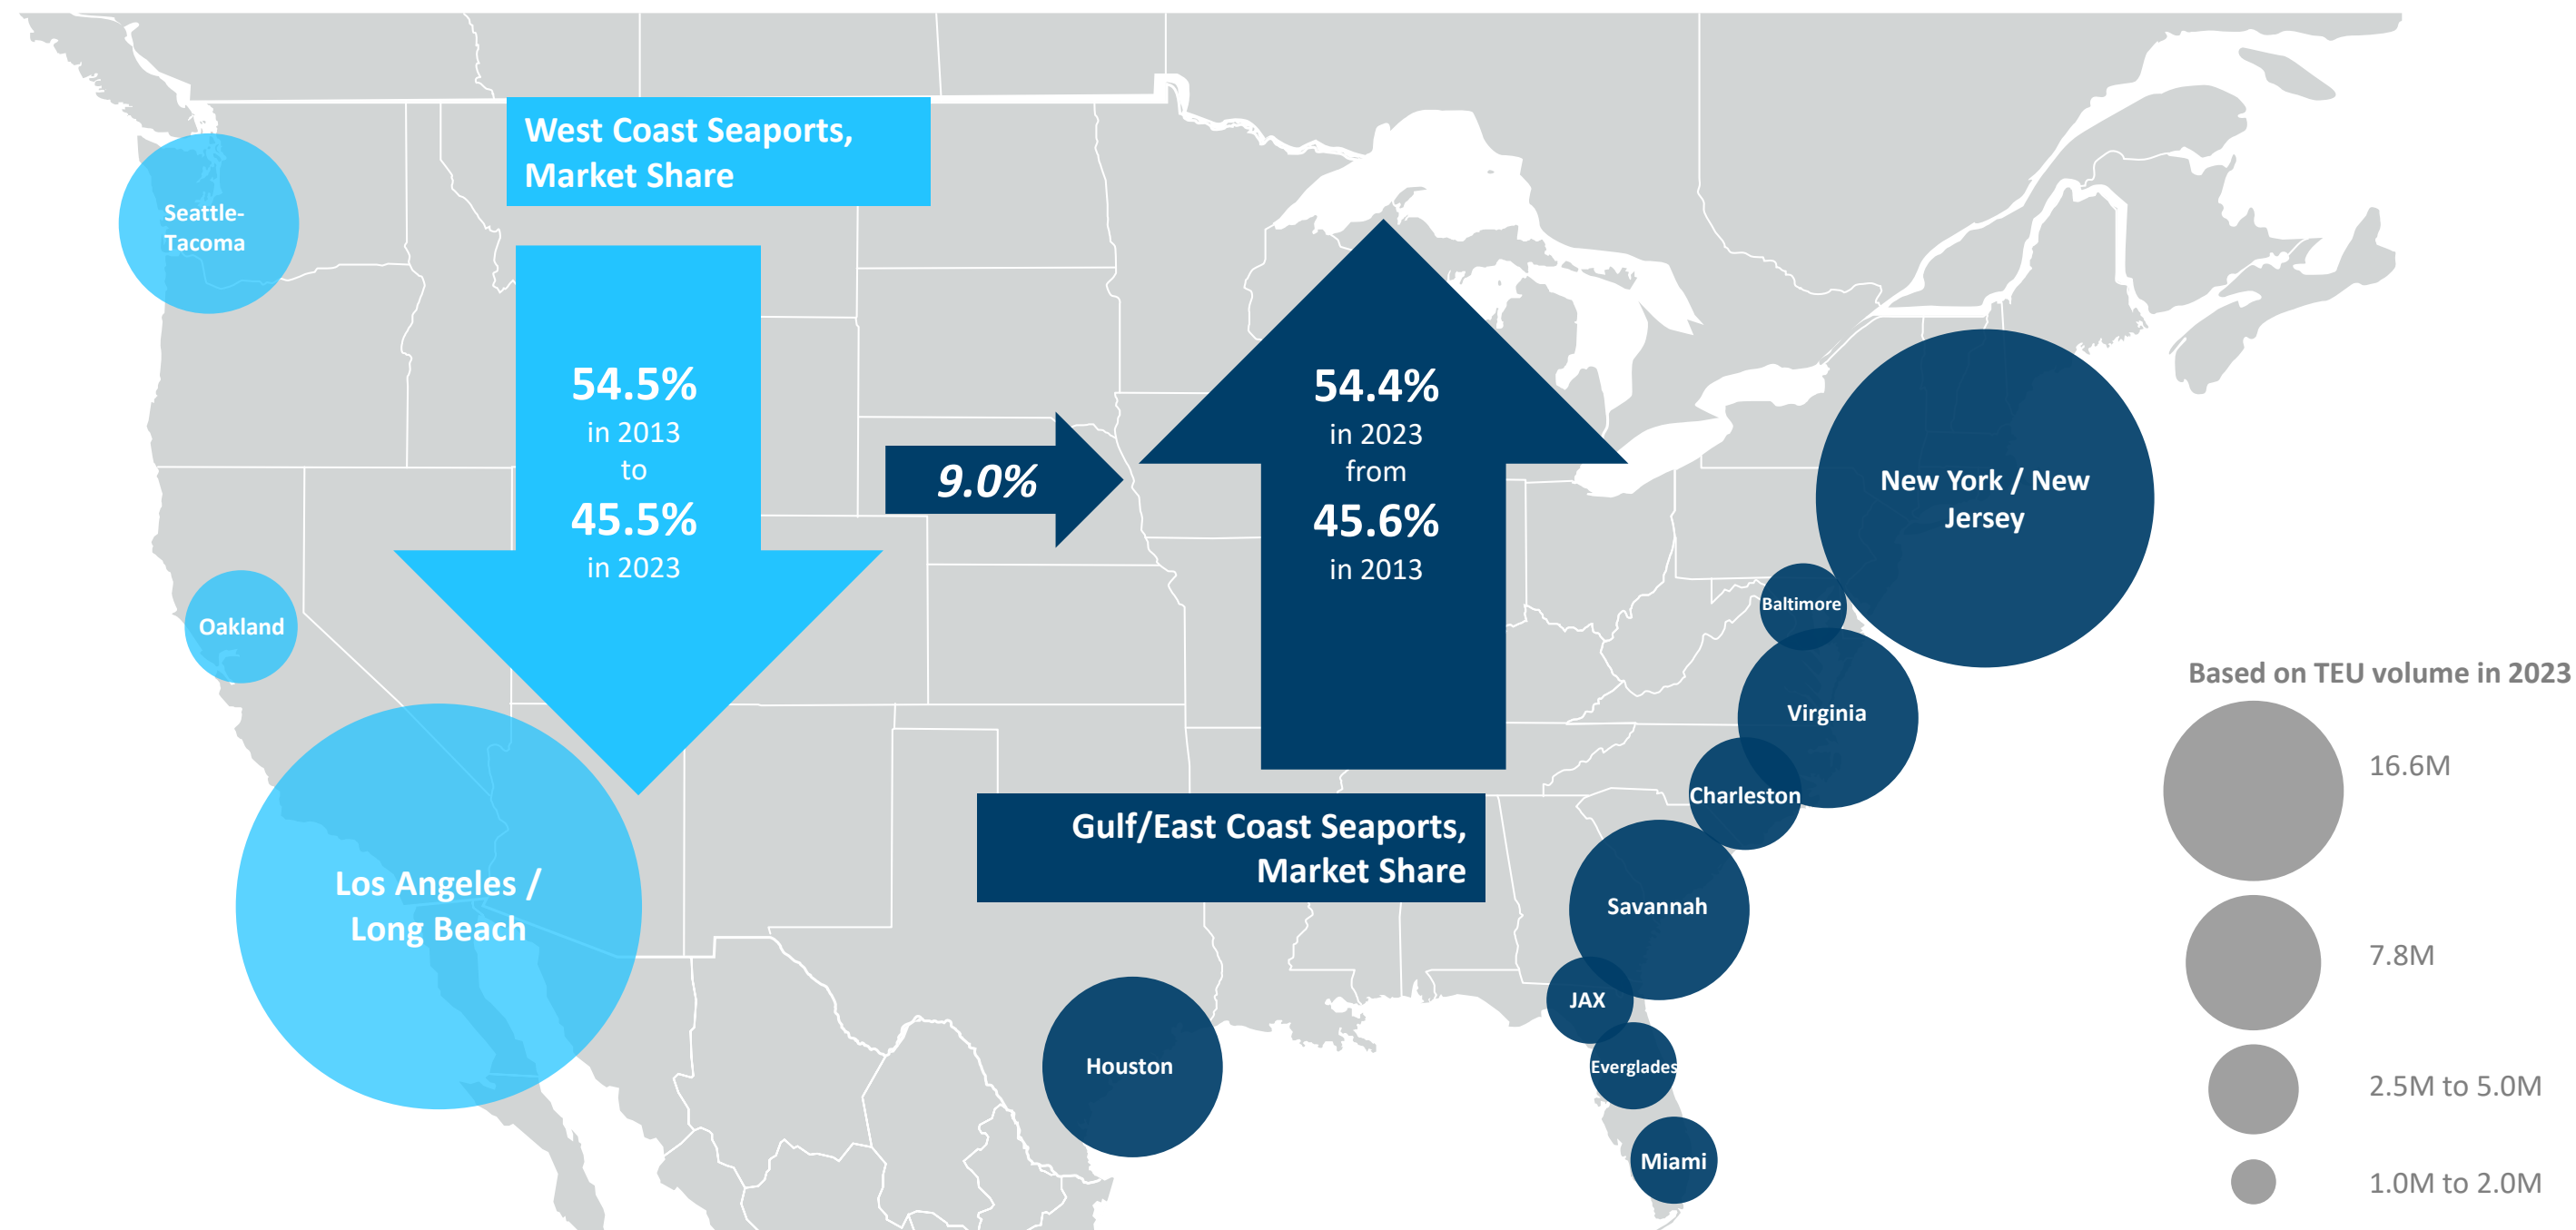 West Coast Seaports,
Market Share
Seattle-
Tacoma
54.5%
in 2013
to
45.5%
in 2023
9.0%
54.4%
in 2023
from
45.6%
in 2013
New York / New
Jersey
Baltimore
Oakland
Virginia
Charleston
Gulf/East Coast Seaports,
Market Share
Los Angeles /
Long Beach
Savannah
JAX
Houston
Everglades
Miami
Based on TEU volume in 2023
16.6M
7.8M
2.5M to 5.0M
1.0M to 2.0M